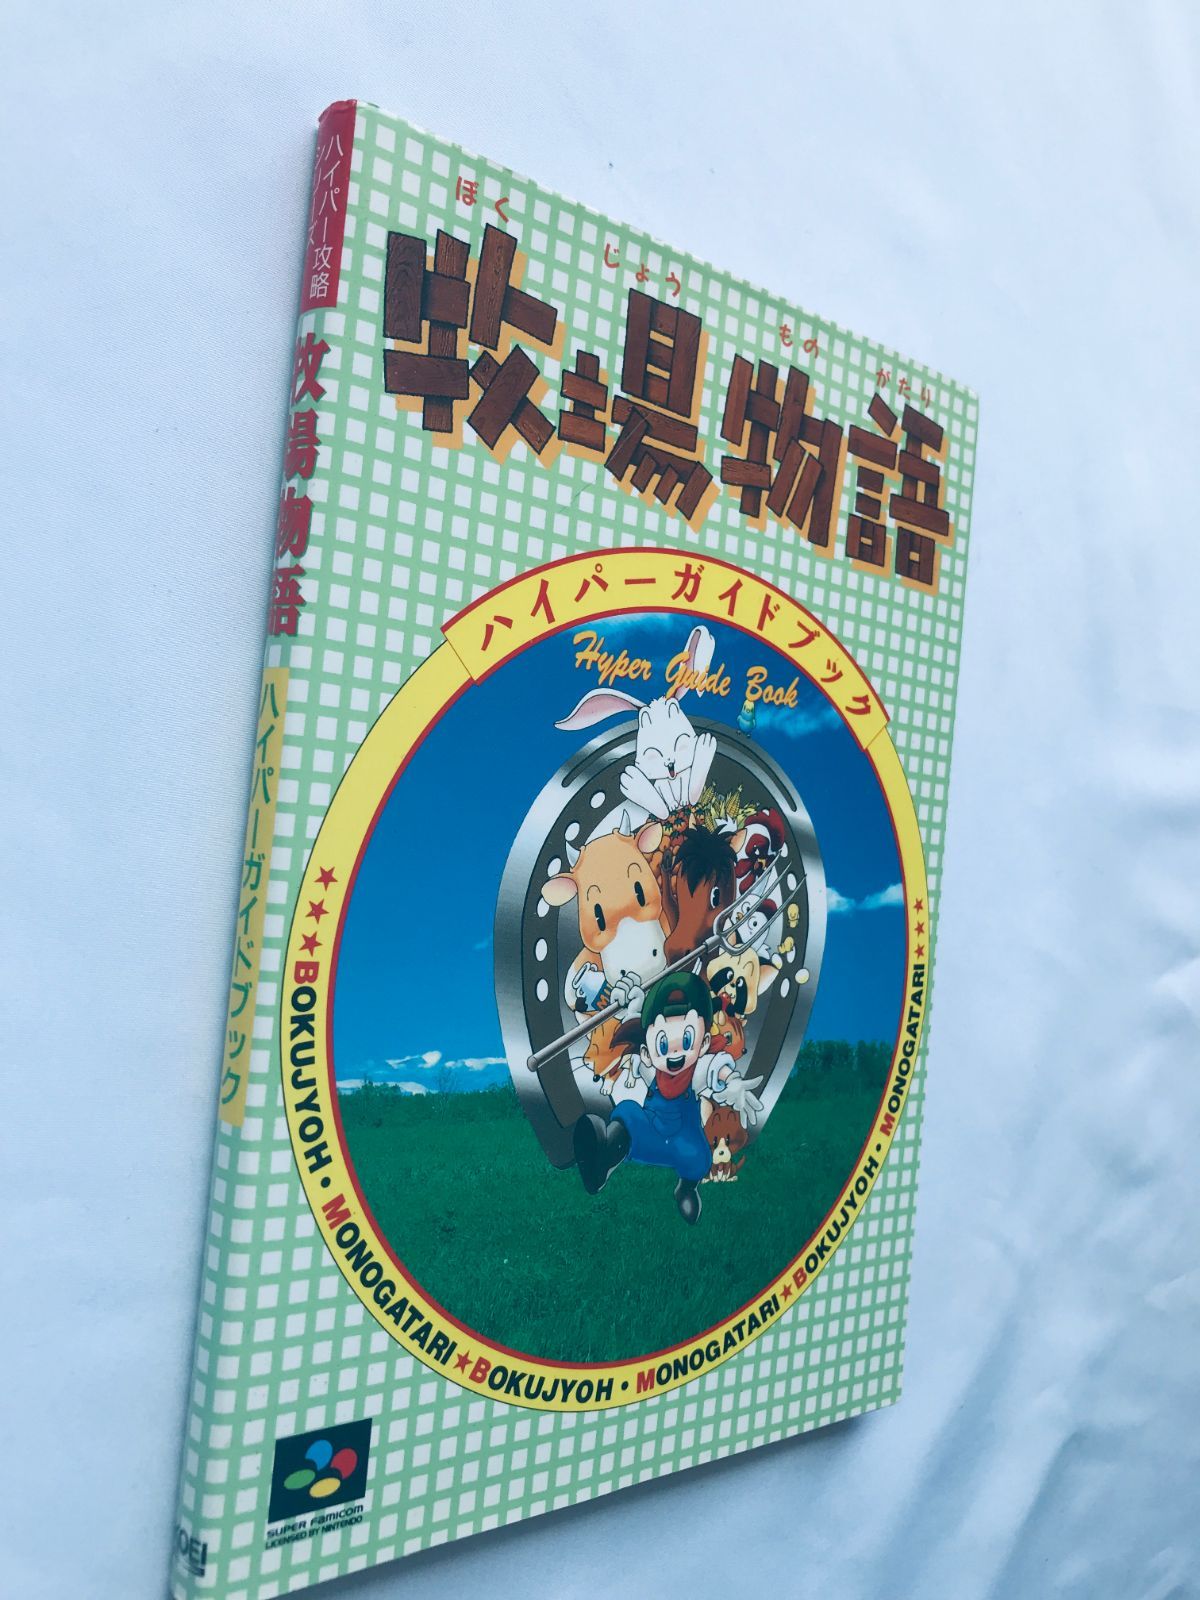 ハイパー攻略
シリーズ
牧場物語
ハイパーガイドブック
ぼく じょう もの がたり
牧場物語
ハイパーガイドブック
Hyper Guide Book
★★★BOKUJYOH・MONOGATARI★BOKUJYOH・MONOGATARI★BOKUJYOH・MONOGATARI★★★
SUPER FAMICOM
LICENSED BY NINTENDO
KOEI